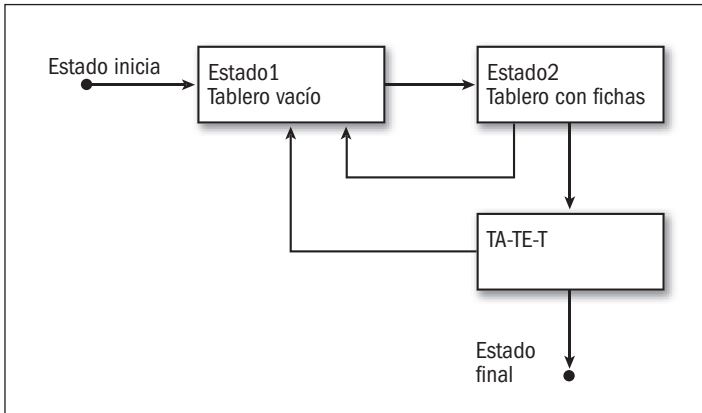 Estado inicia
Estado1
Tablero vacío
Estado2
Tablero con fichas
TA-TE-T
Estado
final